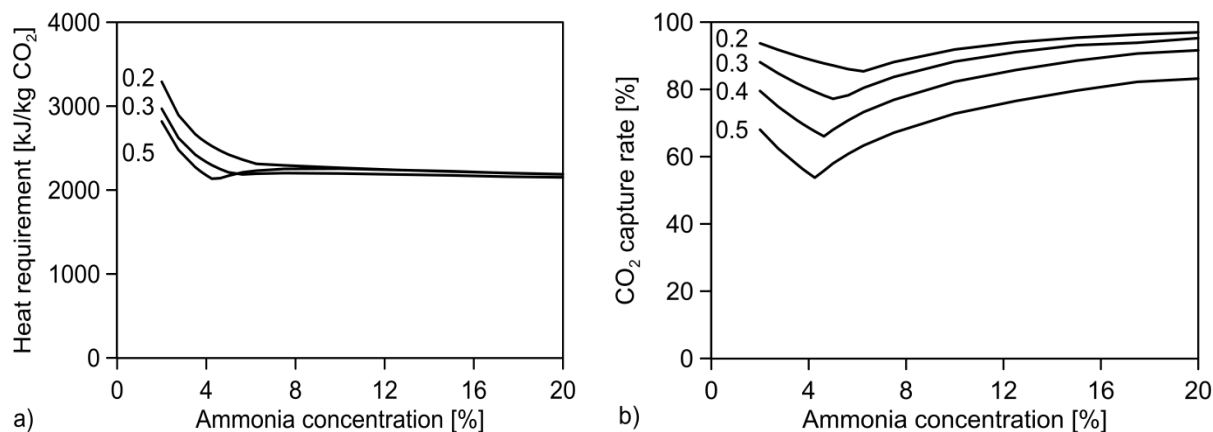 4000
3000
2000
1000
0
0.2
0.3
0.5
0 4 8 12 16 20
Heat requirement [kJ/kg CO₂]
Ammonia concentration [%]
a)
100
80
60
40
20
0
0.2
0.3
0.4
0.5
0 4 8 12 16 20
CO₂ capture rate [%]
Ammonia concentration [%]
b)